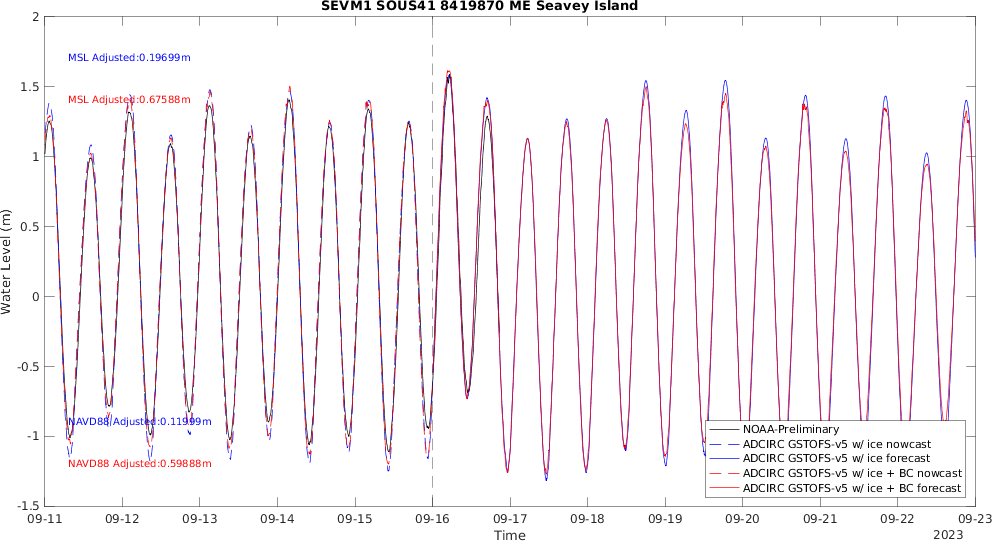 SEVM1 SOUS41 8419870 ME Seavey Island
2
MSL Adjusted:0.19699m
1.5
MSL Adjusted:0.67588m
1
0.5
Water Level (m)
0
-0.5
NAVD88 Adjusted:0.11999m
NOAA-Preliminary
-1
ADCIRC GSTOFS-v5 w/ ice nowcast
ADCIRC GSTOFS-v5 w/ ice forecast
NAVD88 Adjusted:0.59888m
ADCIRC GSTOFS-v5 w/ ice + BC nowcast
ADCIRC GSTOFS-v5 w/ ice + BC forecast
-1.5
09-11 09-12 09-13 09-14 09-15 09-16 09-17 09-18 09-19 09-20 09-21 09-22 09-23
Time
2023